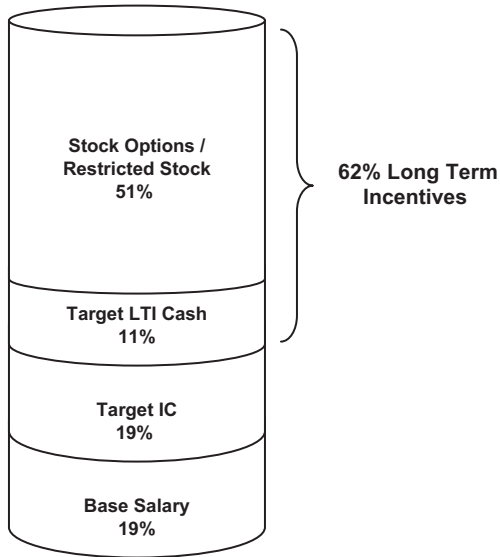 Stock Options /
Restricted Stock
51%
62% Long Term
Incentives
Target LTI Cash
11%
Target IC
19%
Base Salary
19%